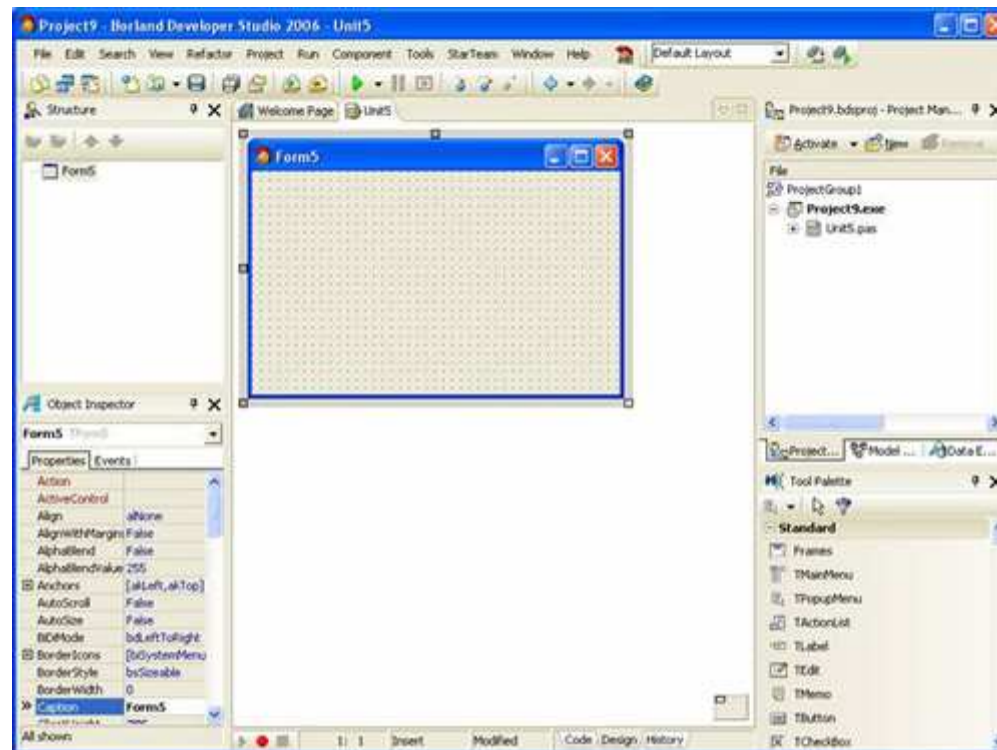 Project9 - Borland Developer Studio 2006 - Unit5
File Edit Search View Refactor Project Run Component Tools StarTeam Window Help
Default Layout
Structure
Form5
Welcome Page
Unit5
Form5
Project9.bdsproj - Project Man...
Activate New
File
ProjectGroup1
Project9.exe
Unit5.pas
Project... Model ... Data E...
Object Inspector
Form5
Properties Events
Action
ActiveControl
Align alNone
AlignWithMargins False
AlphaBlend False
AlphaBlendValue 255
Anchors [akLeft,akTop]
AutoScroll False
AutoSize False
BiDiMode bdLeftToRight
BorderIcons [biSystemMenu
BorderStyle bsSizeable
BorderWidth 0
Caption Form5
All shown
Tool Palette
Standard
Frames
TMainMenu
TPopupMenu
TActionList
TLabel
TEdit
TMemo
TButton
TCheckBox
1: 1 Insert Modified Code Design History